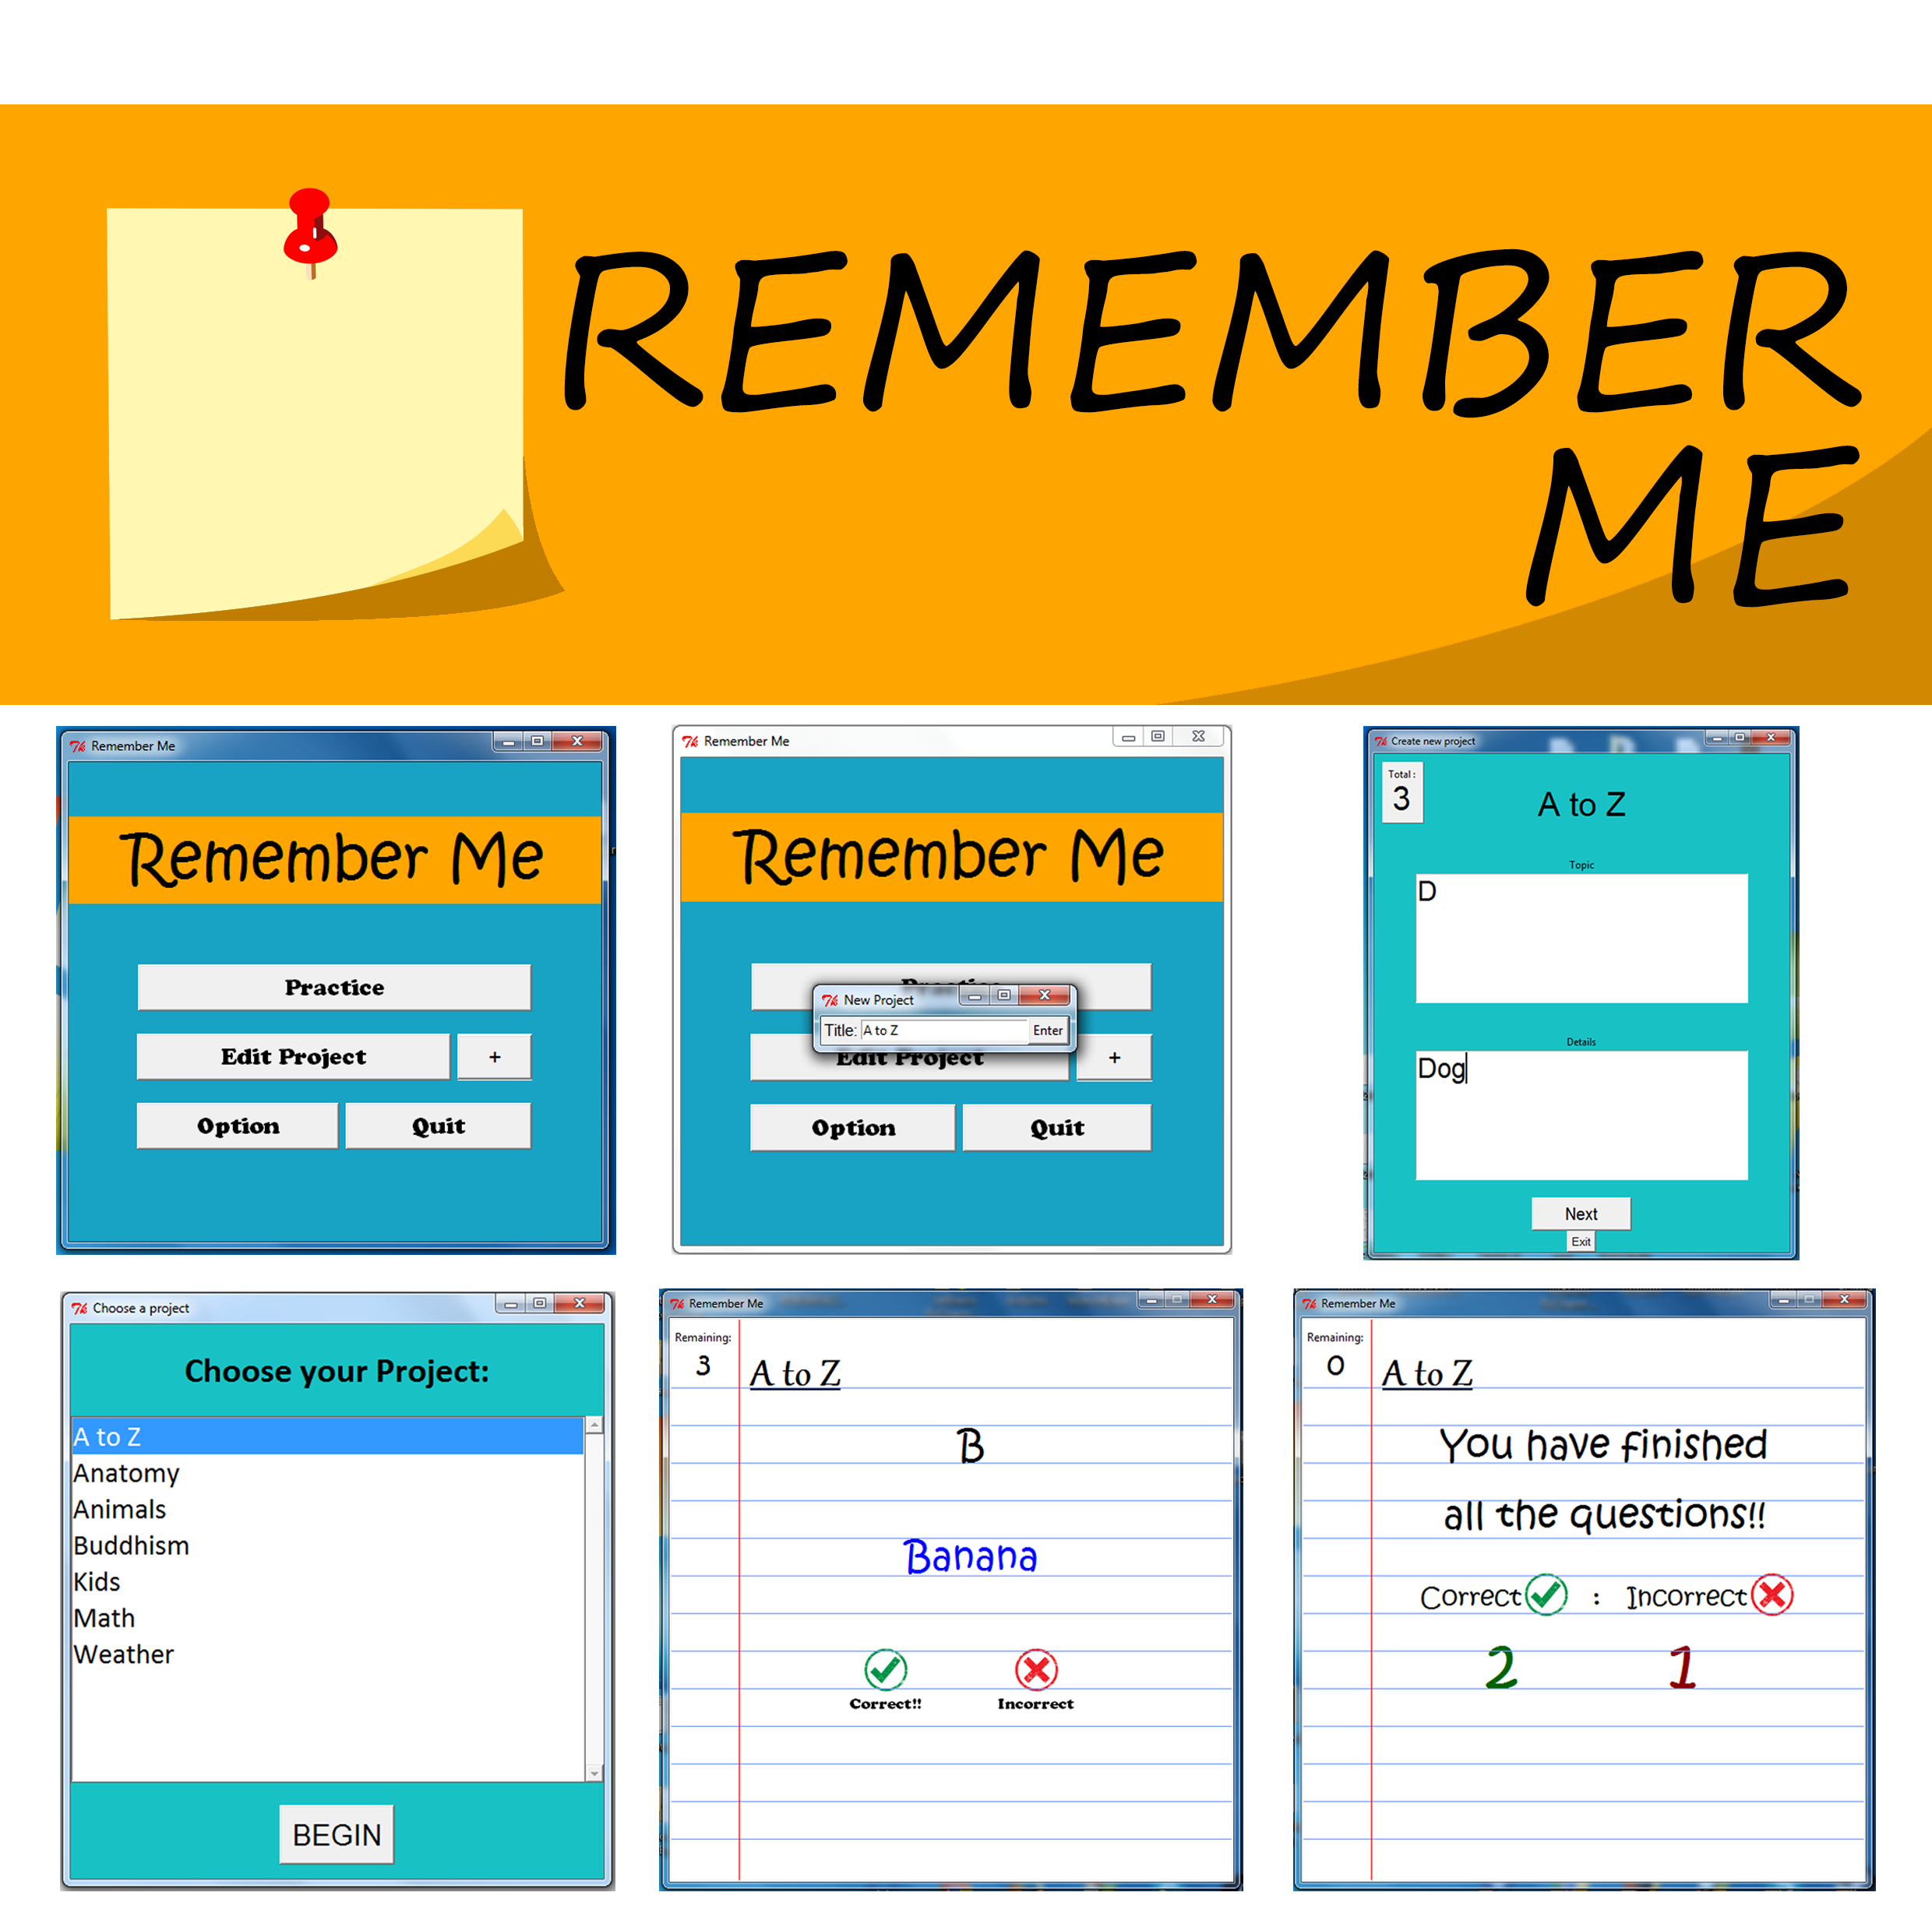 REMEMBER
ME
Remember Me
Remember Me
Practice
Edit Project +
Option Quit
Remember Me
Remember Me
New Project
Title: A to Z Enter
Edit Project +
Option Quit
Create new project
Total :
3
A to Z
Topic
D
Details
Dog
Next
Exit
Choose a project
Choose your Project:
A to Z
Anatomy
Animals
Buddhism
Kids
Math
Weather
BEGIN
Remember Me
Remaining:
3
A to Z
B
Banana
Correct!! Incorrect
Remember Me
Remaining:
0
A to Z
You have finished
all the questions!!
Correct : Incorrect
2 1